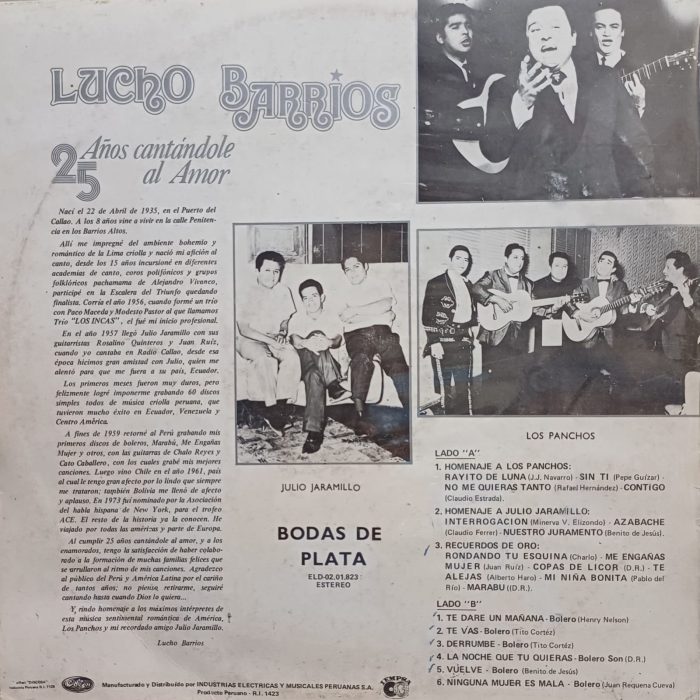 LUCHO BARRIOS
25 Años cantándole
al Amor
Nací el 22 de Abril de 1935, en el Puerto del
Callao. A los 8 años vine a vivir en la calle Peniten-
cia en los Barrios Altos.
Allí me impregné del ambiente bohemio y
romántico de la Lima criolla y nació mi afición al
canto, desde los 15 años incursioné en diferentes
academias de canto, coros polifónicos y grupos
folklóricos pachamama de Alejandro Vivanco,
participé en la Escalera del Triunfo quedando
finalista. Corría el año 1956, cuando formé un trío
con Paco Maceda y Modesto Pastor al que llamamos
Trío "LOS INCAS", el fué mi inicio profesional.
En el año 1957 llegó Julio Jaramillo con sus
guitarristas Rosalino Quinteros y Juan Ruíz,
cuando yo cantaba en Radio Callao, desde esa
época hicimos gran amistad con Julio, quien me
alentó para que me fuera a tu país, Ecuador.
Los primeros meses fueron muy duros, pero
felizmente logré imponerme grabando 60 discos
simples todos de música criolla peruana, que
tuvieron mucho éxito en Ecuador, Venezuela y
Centro América.
A fines de 1959 retorné al Perú grabando mis
primeros discos de boleros, Marabú, Me Engañas
Mujer y otros, con las guitarras de Chalo Reyes y
Cato Caballero, con los cuales grabé mis mejores
canciones. Luego vino Chile en el año 1961, país
al cual le tengo gran afecto por lo lindo que siempre
me trataron; también Bolivia me llenó de afecto
y aplauso. En 1973 fuí nominado por la Asociación
del habla hispana de New York, para el trofeo
ACE. El resto de la historia ya la conocen. He
viajado por todas las américas y parte de Europa.
Al cumplir 25 años cantándole al amor, y a los
enamorados, tengo la satisfacción de haber colabo-
rado a la formación de muchas familias felices que
se arrullaron al ritmo de mis canciones. Agradezco
al público del Perú y América Latina por el cariño
de tantos años; no pienso retirarme, seguiré
cantando hasta cuando Dios lo quiera...
Y, rindo homenaje a los máximos intérpretes de
esta música sentimental romántica de América,
Los Panchos y mi recordado amigo Julio Jaramillo.
Lucho Barrios
JULIO JARAMILLO
BODAS DE
PLATA
ELD-02.01.823
ESTEREO
LOS PANCHOS
LADO "A"
1. HOMENAJE A LOS PANCHOS:
RAYITO DE LUNA (J.J. Navarro) - SIN TI (Pepe Guízar) -
NO ME QUIERAS TANTO (Rafael Hernández) - CONTIGO
(Claudio Estrada).
2. HOMENAJE A JULIO JARAMILLO:
INTERROGACION (Minerva V. Elizondo) - AZABACHE
(Claudio Ferrer) - NUESTRO JURAMENTO (Benito de Jesús).
3. RECUERDOS DE ORO:
RONDANDO TU ESQUINA (Charlo) - ME ENGAÑAS
MUJER (Juan Ruíz) - COPAS DE LICOR (D.R.) - TE
ALEJAS (Alberto Haro) - MI NIÑA BONITA (Pablo del
Río) - MARABU ((D.R.).
LADO "B"
1. TE DARE UN MAÑANA - Bolero (Henry Nelson)
2. TE VAS - Bolero (Tito Cortéz)
3. DERRUMBE - Bolero (Tito Cortéz)
4. LA NOCHE QUE TU QUIERAS - Bolero Son (D.R.)
5. VUELVE - Bolero (Benito de Jesús)
6. NINGUNA MUJER ES MALA - Bolero (Juan Requena Cueva)
Odeon
Manufacturado y Distribuido por INDUSTRIAS ELECTRICAS Y MUSICALES PERUANAS S.A.
Producto Peruano - R.I. 1423
IEMPSA